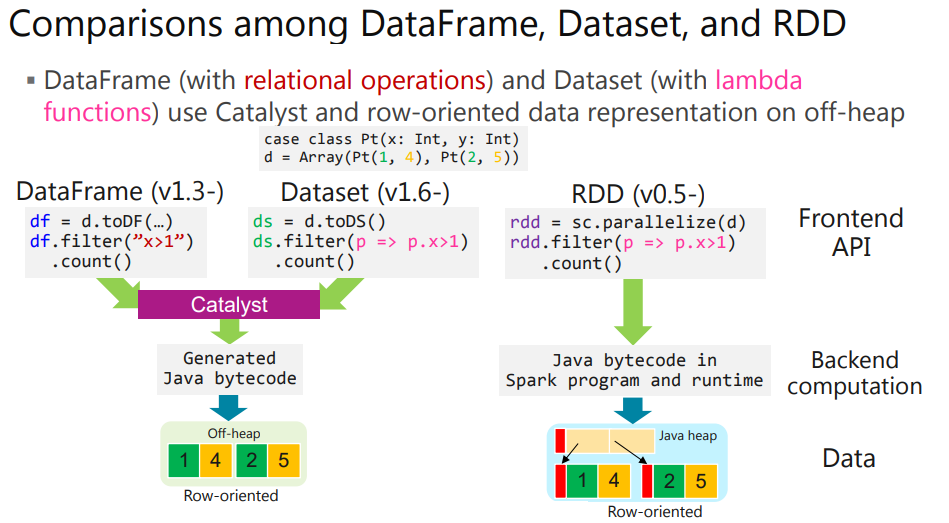 Comparisons among DataFrame, Dataset, and RDD
▪ DataFrame (with relational operations) and Dataset (with lambda
functions) use Catalyst and row-oriented data representation on off-heap
case class Pt(x: Int, y: Int)
d = Array(Pt(1, 4), Pt(2, 5))
DataFrame (v1.3-)
df = d.toDF(…)
df.filter(”x>1”)
.count()
Dataset (v1.6-)
ds = d.toDS()
ds.filter(p => p.x>1)
.count()
RDD (v0.5-)
rdd = sc.parallelize(d)
rdd.filter(p => p.x>1)
.count()
Frontend
API
Catalyst
Generated
Java bytecode
Java bytecode in
Spark program and runtime
Backend
computation
Off-heap
1 4 2 5
Row-oriented
Java heap
1 4 2 5
Row-oriented
Data